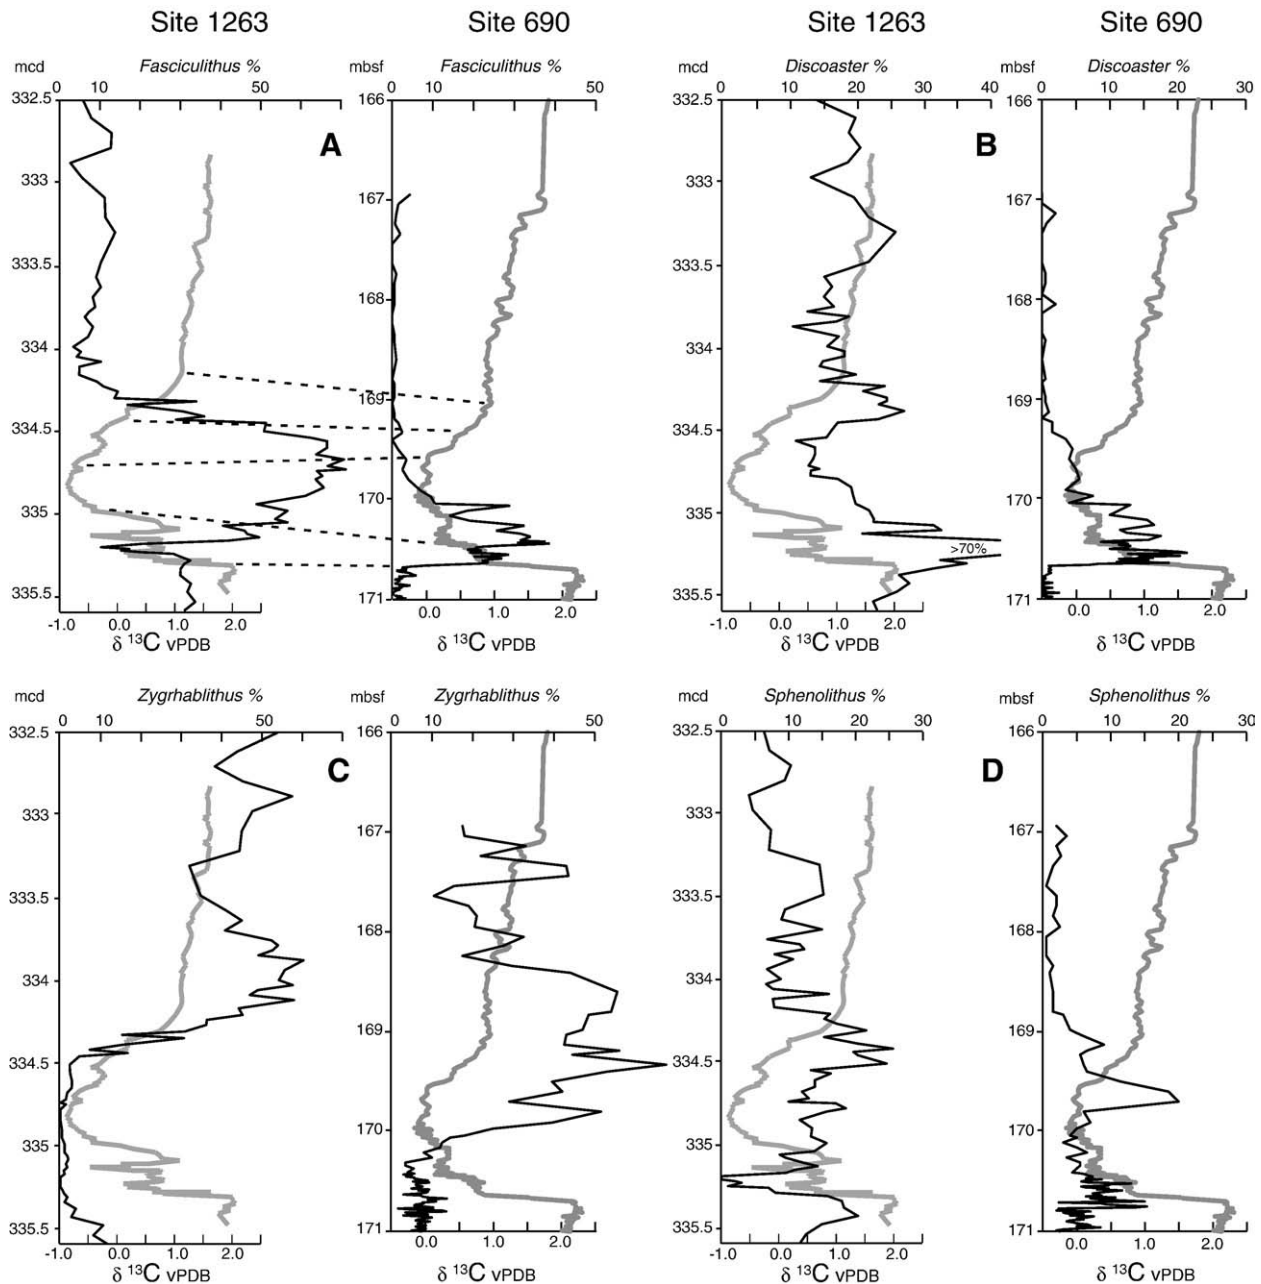 Site 1263 Site 690 Site 1263 Site 690
mcd Fasciculithus % mbsf Fasciculithus % mcd Discoaster % mbsf Discoaster %
0 10 50 0 10 50 0 10 20 30 40 0 10 20 30
332.5 166 332.5 166
A B
333 167 333 167
333.5 168 333.5 168
334 334
169 169
334.5 334.5
170 170
335 335
>70%
335.5 171 335.5 171
-1.0 0.0 1.0 2.0 0.0 1.0 2.0 -1.0 0.0 1.0 2.0 0.0 1.0 2.0
δ ¹³C VPDB δ ¹³C VPDB δ ¹³C VPDB δ ¹³C VPDB
mcd Zygrhablithus % mbsf Zygrhablithus % mcd Sphenolithus % mbsf Sphenolithus %
0 10 50 0 10 50 0 10 20 30 0 10 20 30
332.5 166 332.5 166
C D
333 167 333 167
333.5 168 333.5 168
334 334
169 169
334.5 334.5
170 170
335 335
335.5 171 335.5 171
-1.0 0.0 1.0 2.0 0.0 1.0 2.0 -1.0 0.0 1.0 2.0 0.0 1.0 2.0
δ ¹³C VPDB δ ¹³C VPDB δ ¹³C VPDB δ ¹³C VPDB